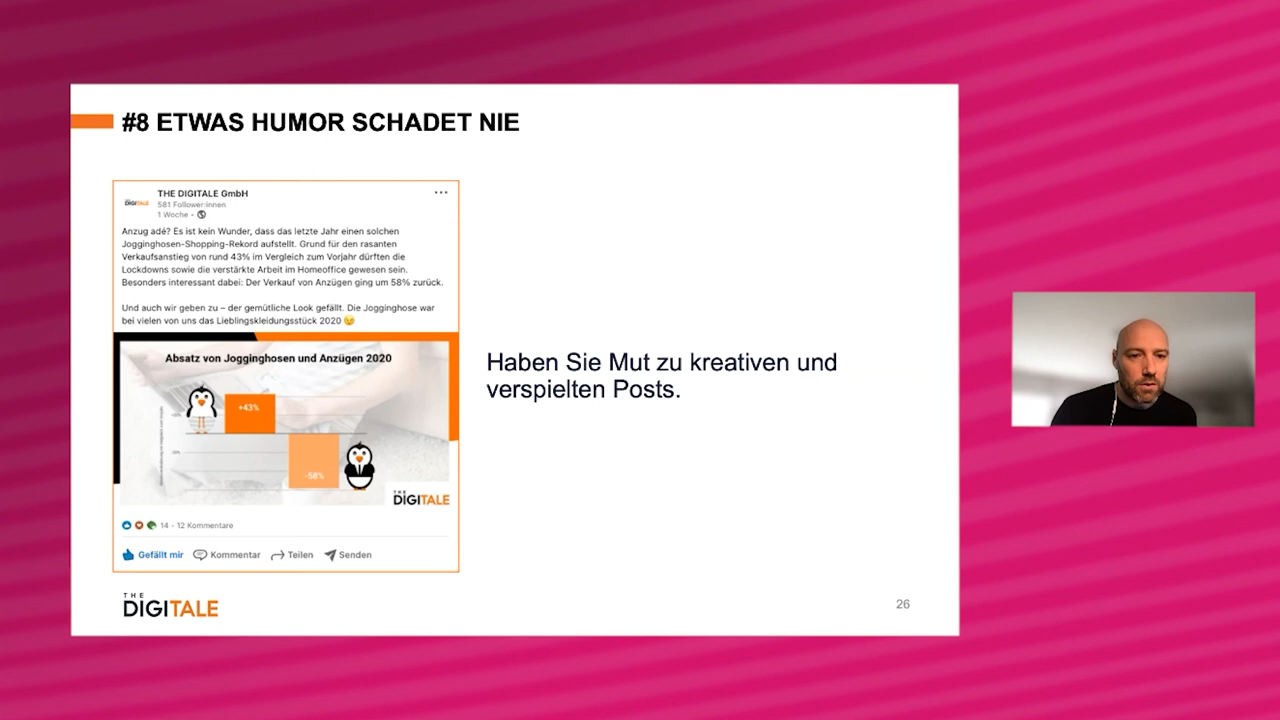 #8 ETWAS HUMOR SCHADET NIE
THE DIGITALE GmbH
581 Follower:innen
1 Woche •
Anzug adé? Es ist kein Wunder, dass das letzte Jahr einen solchen
Jogginghosen-Shopping-Rekord aufstellt. Grund für den rasanten
Verkaufsanstieg von rund 43% im Vergleich zum Vorjahr dürften die
Lockdowns sowie die verstärkte Arbeit im Homeoffice gewesen sein.
Besonders interessant dabei: Der Verkauf von Anzügen ging um 58% zurück.
Und auch wir geben zu – der gemütliche Look gefällt. Die Jogginghose war
bei vielen von uns das Lieblingskleidungsstück 2020 😉
Absatz von Jogginghosen und Anzügen 2020
+43%
-58%
THE
DIGITALE
14 • 12 Kommentare
Gefällt mir Kommentar Teilen Senden
Haben Sie Mut zu kreativen und
verspielten Posts.
THE
DIGITALE
26